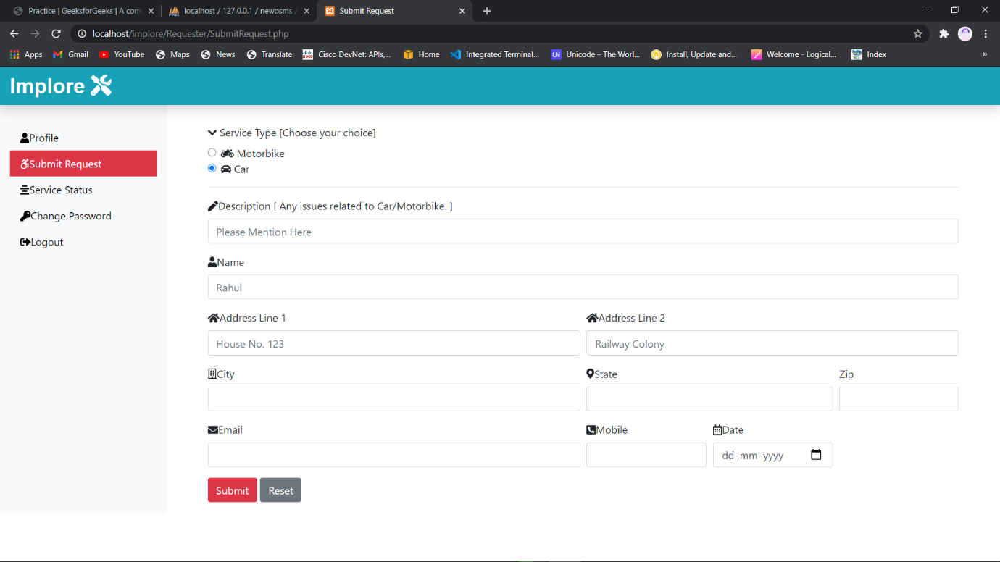 Practice | GeeksforGeeks | A com
localhost / 127.0.0.1 / newosms /
Submit Request
localhost/implore/Requester/SubmitRequest.php
Apps Gmail YouTube Maps News Translate Cisco DevNet: APIs,... Home Integrated Terminal... UN Unicode – The Worl... Install, Update and... Welcome - Logical... Index »
Implore
Profile
Submit Request
Service Status
Change Password
Logout
Service Type [Choose your choice]
Motorbike
Car
Description [ Any issues related to Car/Motorbike. ]
Please Mention Here
Name
Rahul
Address Line 1 Address Line 2
House No. 123 Railway Colony
City State Zip
Email Mobile Date
dd-mm-yyyy
Submit Reset